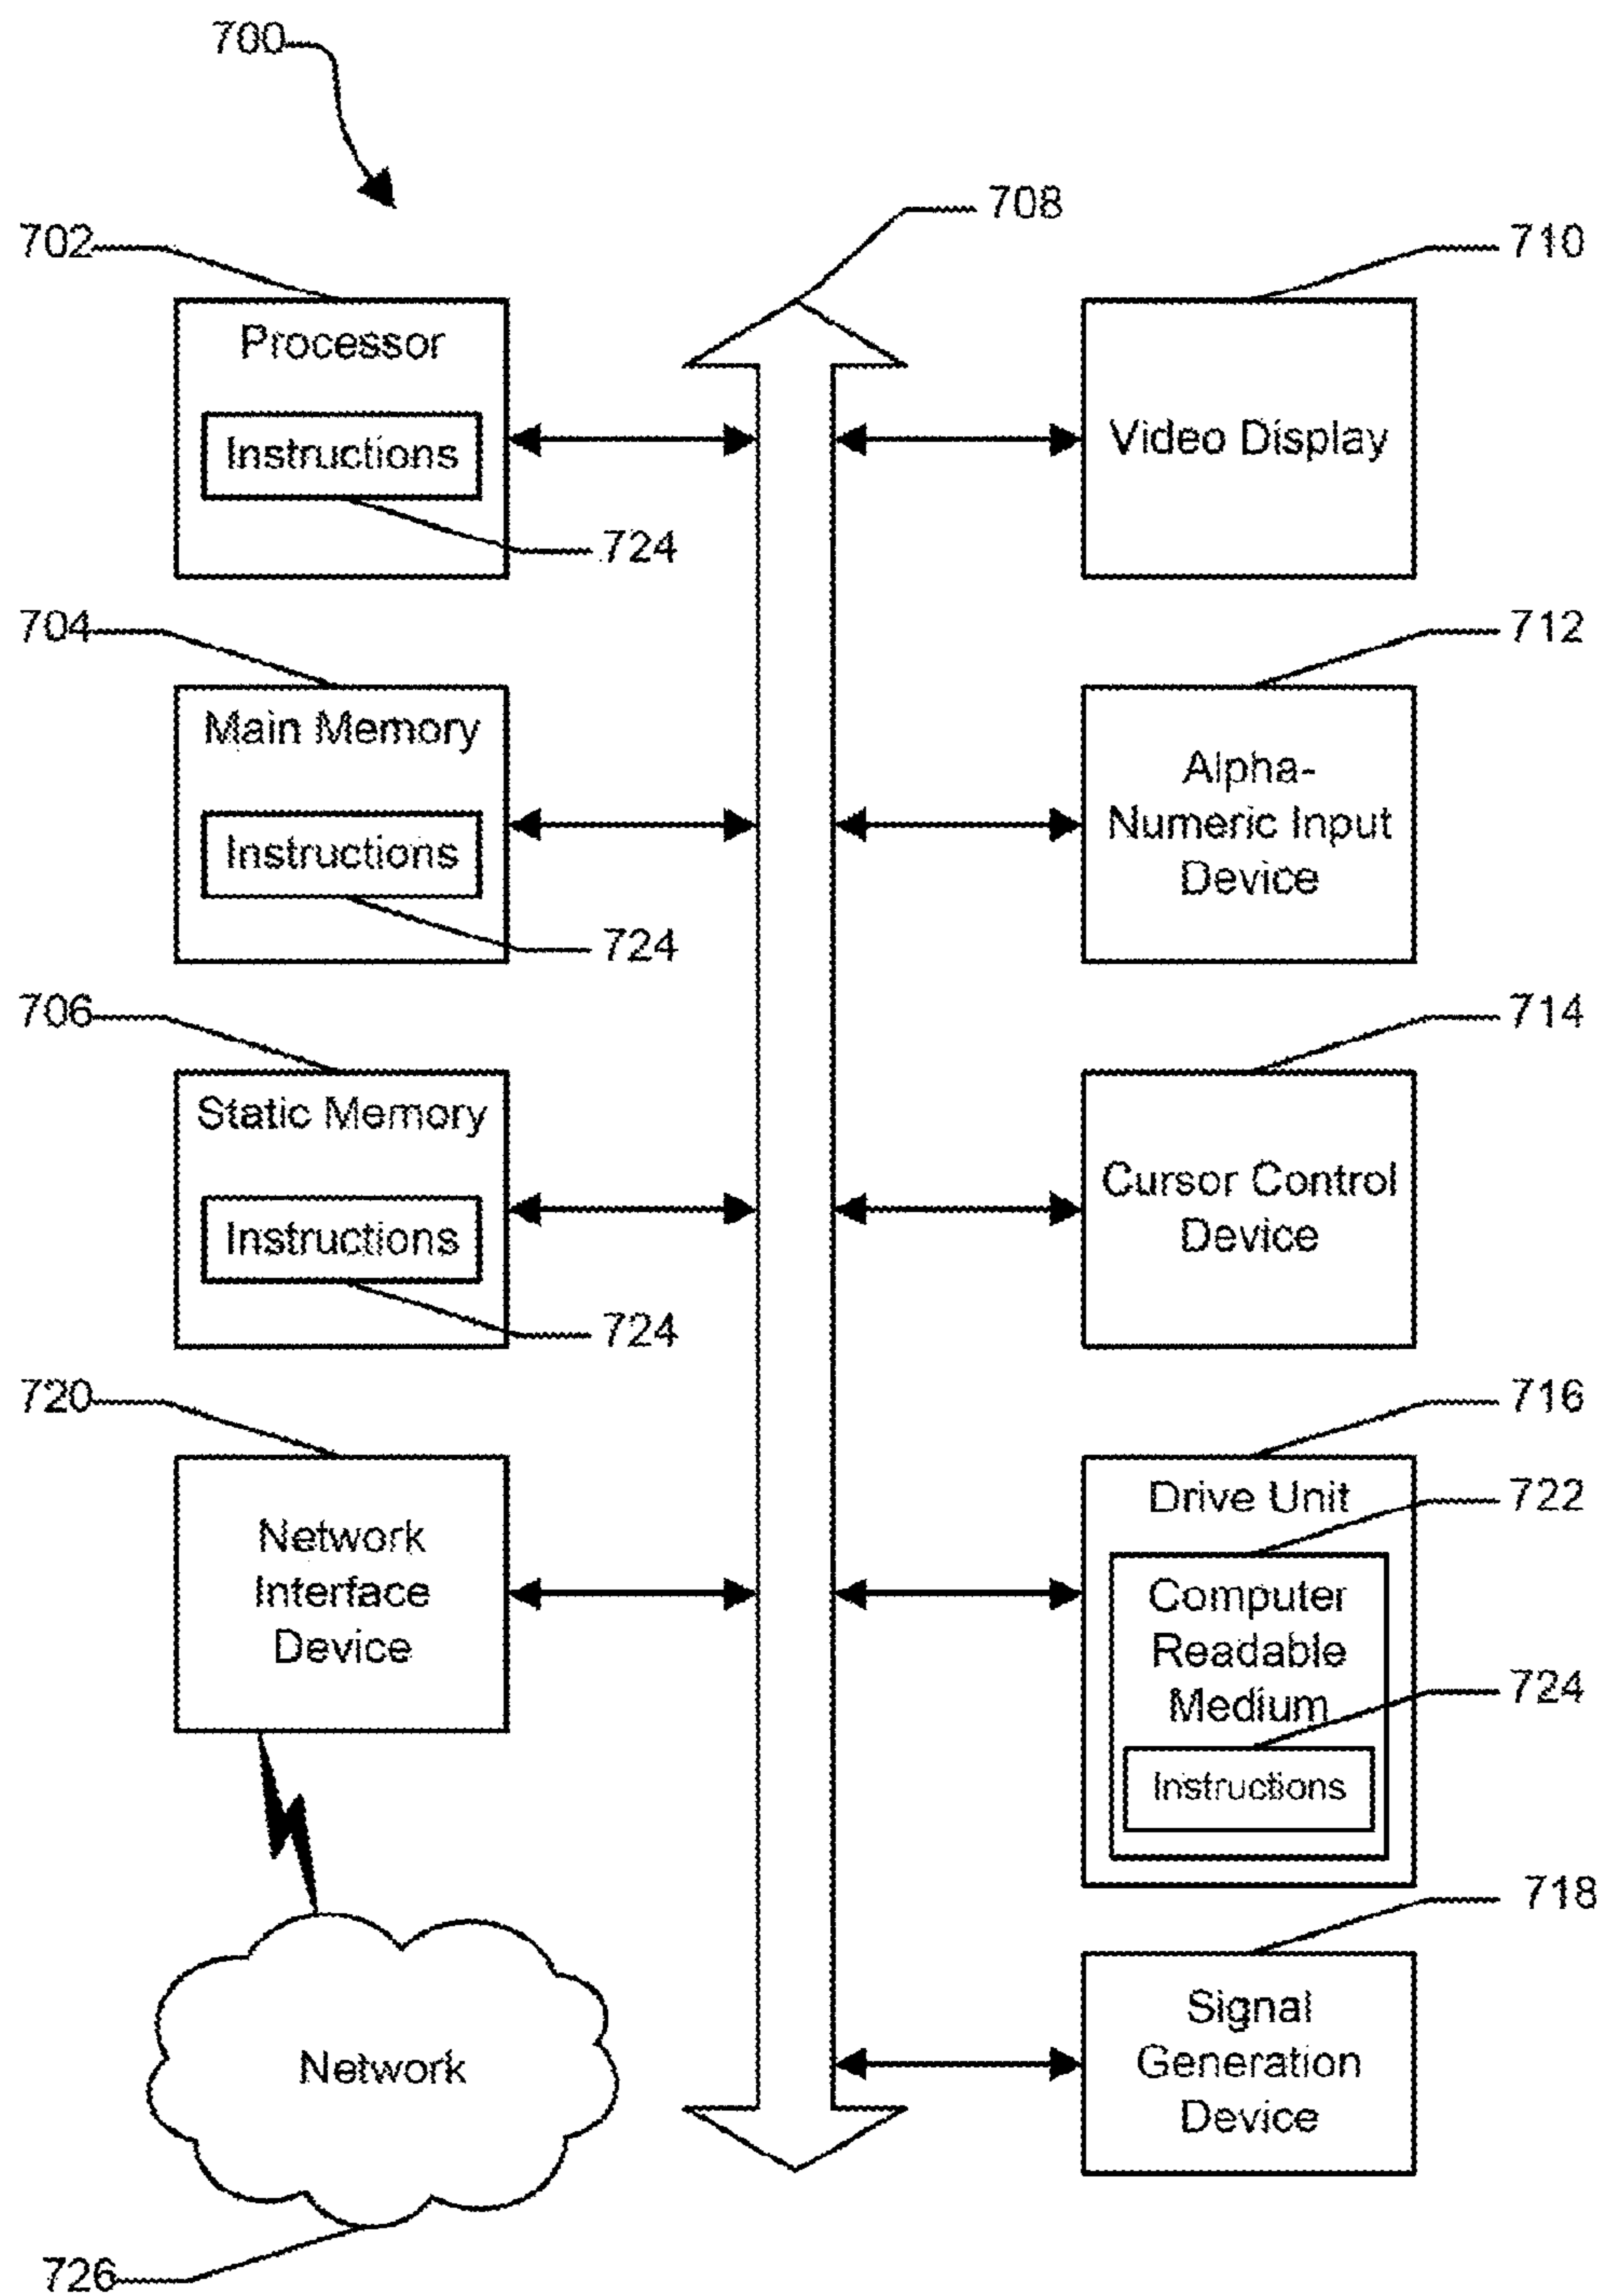 700
708
702
710
Processor
Instructions
724
Video Display
704
712
Main Memory
Instructions
724
Alpha-
Numeric Input
Device
706
714
Static Memory
Instructions
724
Cursor Control
Device
720
716
Network
Interface
Device
Drive Unit
722
Computer
Readable
Medium
724
Instructions
718
Signal
Generation
Device
Network
726